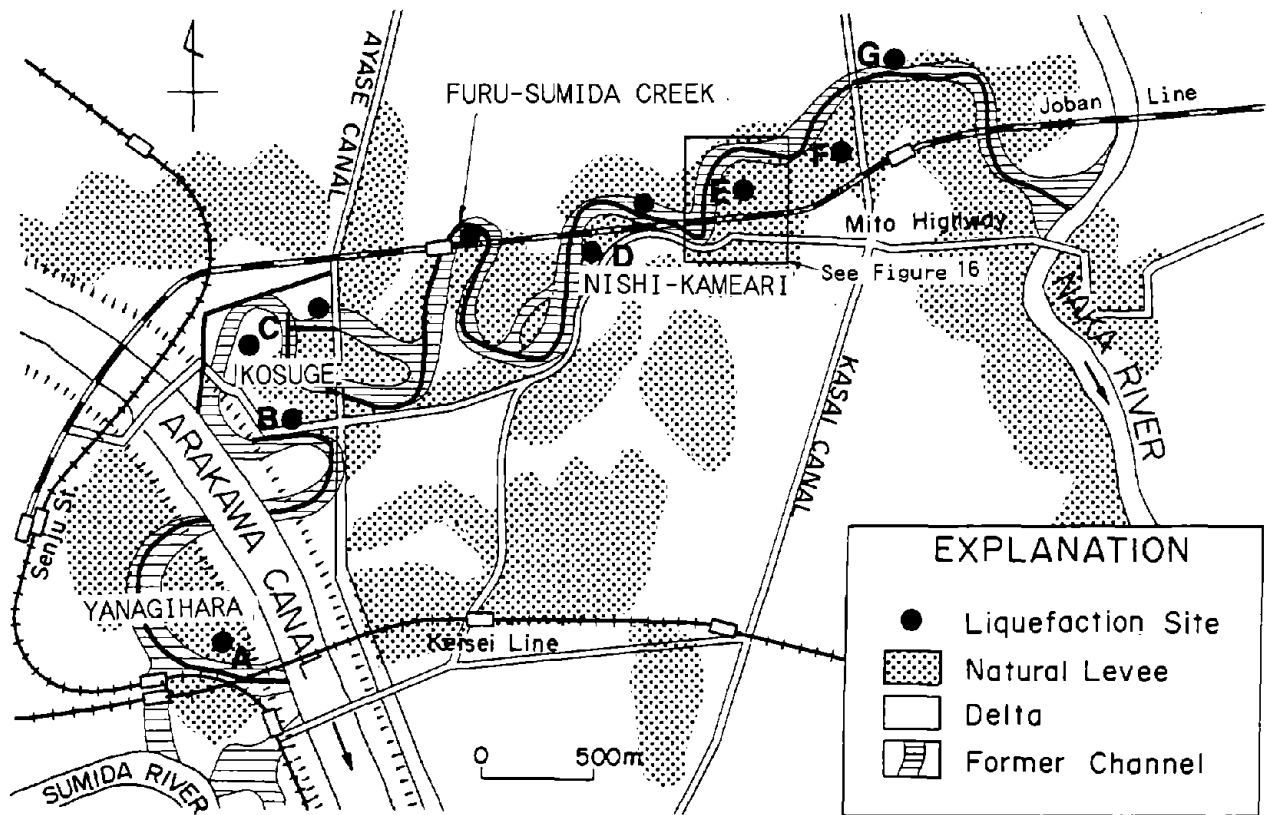 AYASE CANAL
FURU-SUMIDA CREEK
G
Joban Line
F
E
Mito Highway
D
NISHI-KAMEARI
See Figure 16
NAKA RIVER
C
IKOSUGE
B
KASAI CANAL
ARAKAWA CANAL
Senju St.
YANAGIHARA
A
Keisei Line
0 500m
SUMIDA RIVER
EXPLANATION
Liquefaction Site
Natural Levee
Delta
Former Channel